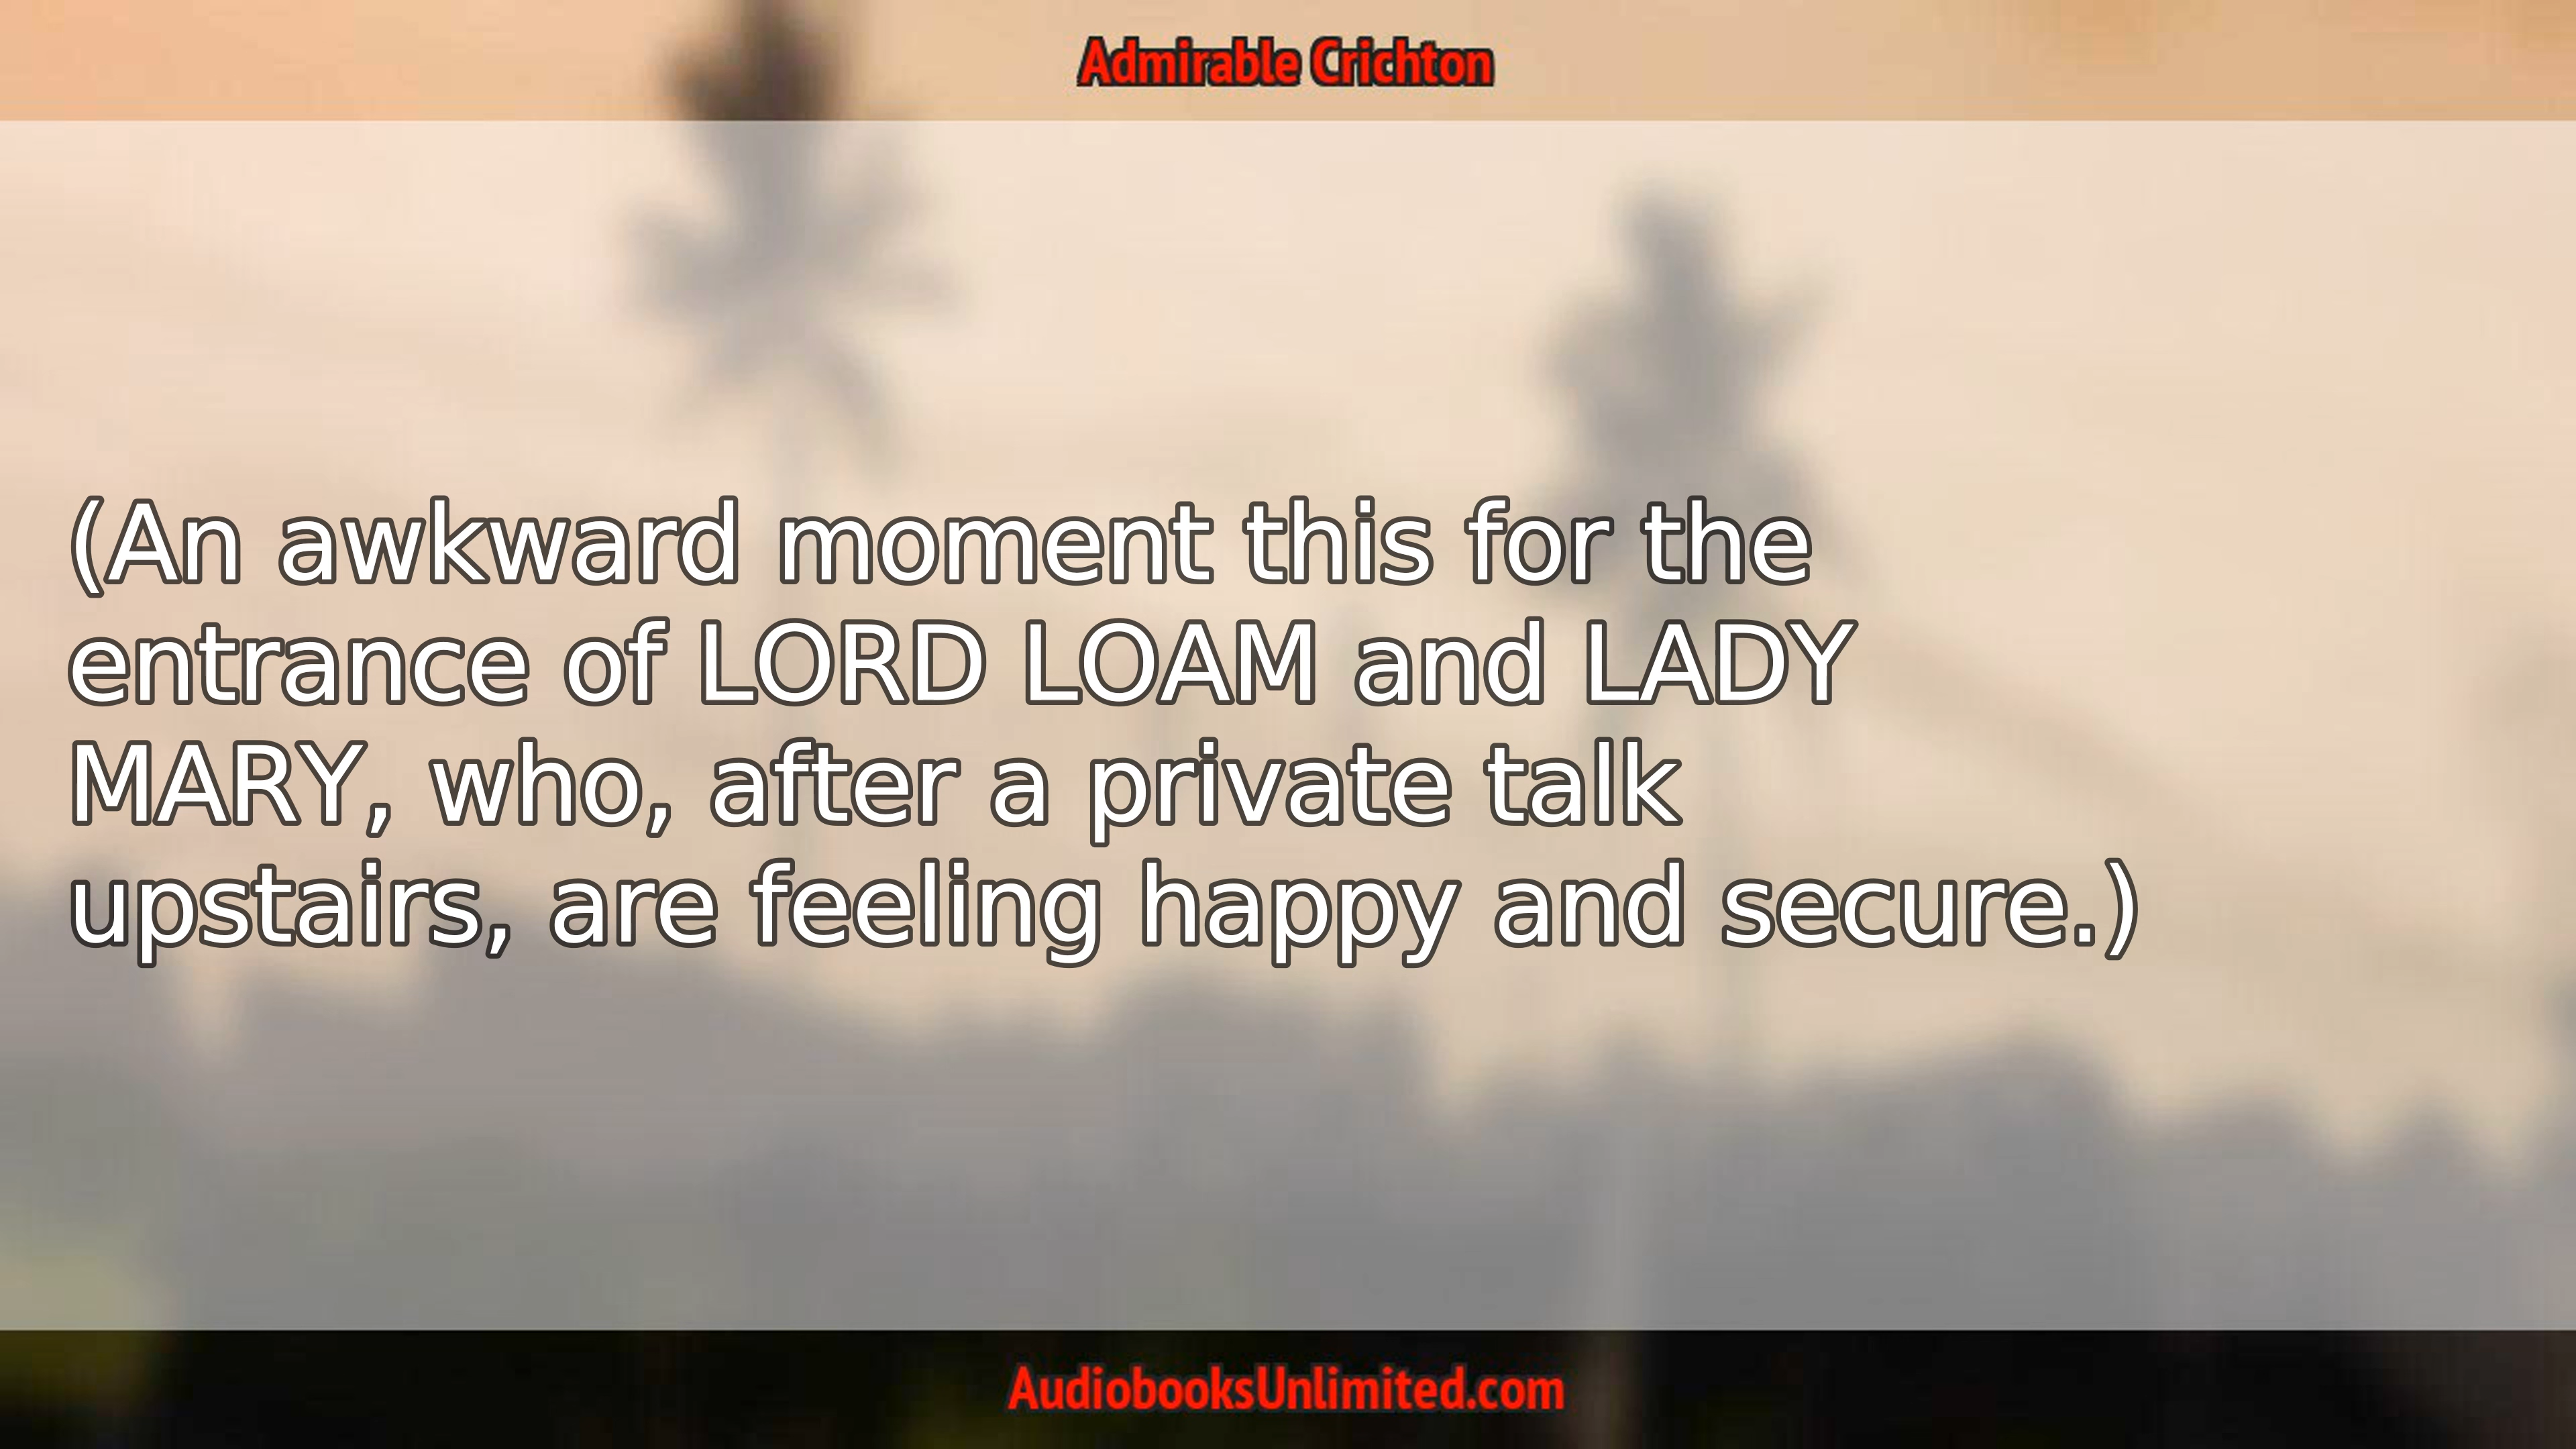 Admirable Crichton
(An awkward moment this for the
entrance of LORD LOAM and LADY
MARY, who, after a private talk
upstairs, are feeling happy and secure.)
AudiobooksUnlimited.com